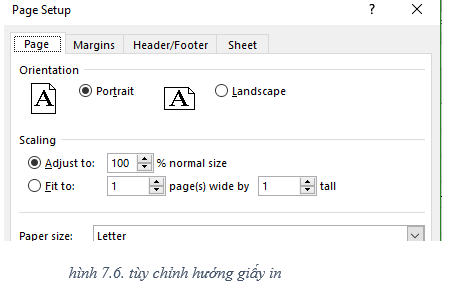 Page Setup
? X
Page Margins Header/Footer Sheet
Orientation
A Portrait A Landscape
Scaling
Adjust to: 100 % normal size
Fit to: 1 page(s) wide by 1 tall
Paper size: Letter
hình 7.6. tùy chỉnh hướng giấy in